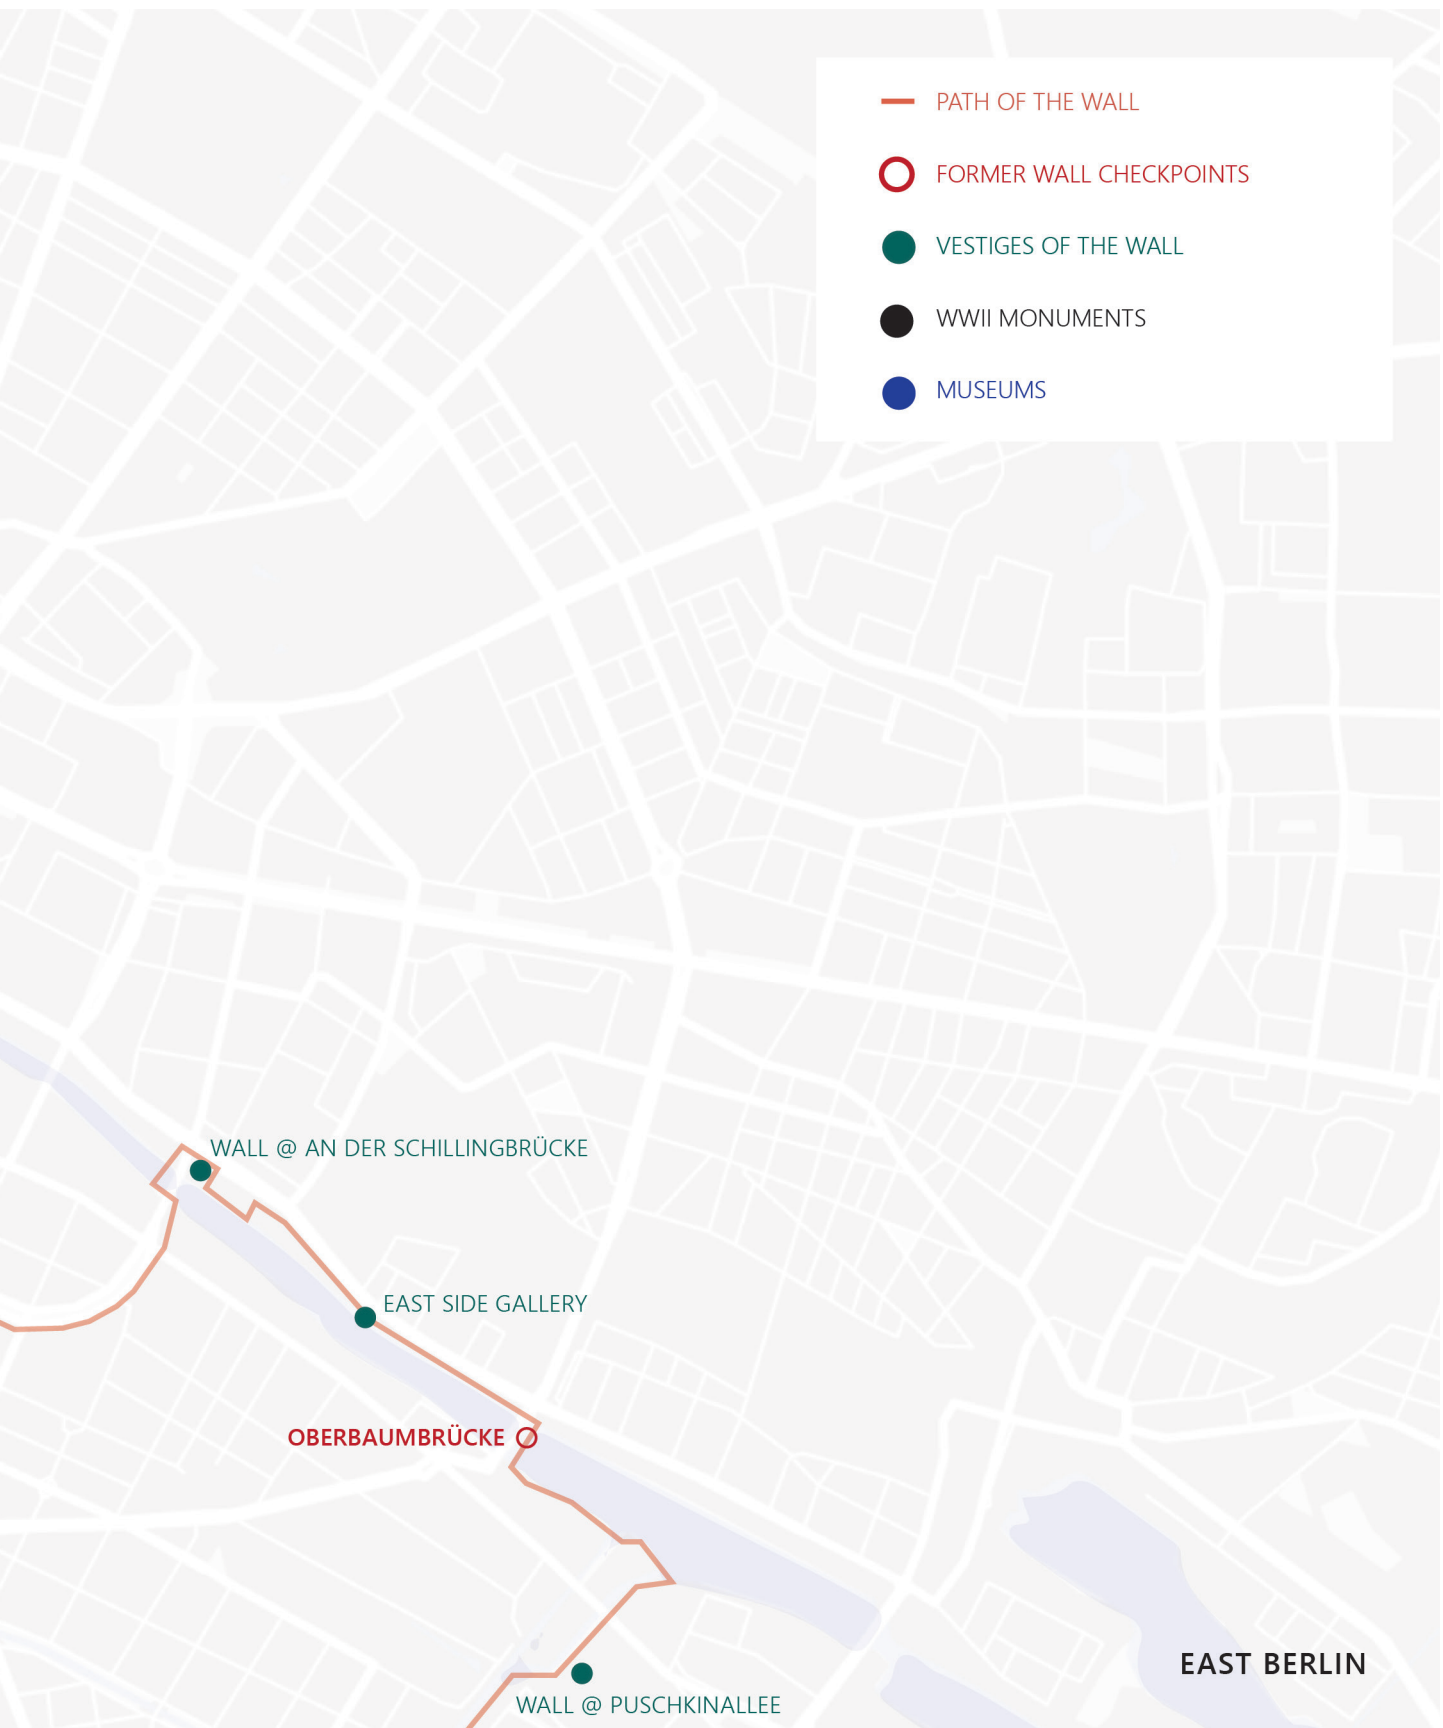 PATH OF THE WALL
FORMER WALL CHECKPOINTS
VESTIGES OF THE WALL
WWII MONUMENTS
MUSEUMS
WALL @ AN DER SCHILLINGBRÜCKE
EAST SIDE GALLERY
OBERBAUMBRÜCKE
EAST BERLIN
WALL @ PUSCHKINALLEE